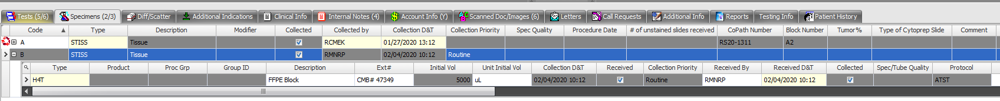 Tests (5/6) Specimens (2/3) Diff/Scatter Additional Indications Clinical Info Internal Notes (4) Account Info (Y) Scanned Doc/Images (6) Letters Call Requests Additional Info Reports Testing Info Patient History
Code Type Description Modifier Collected Collected by Collection D&T Collection Priority Spec Quality Procedure Date # of unstained slides received CoPath Number Block Number Tumor% Type of Cytoprep Slide Comment
A STISS Tissue RCMEK 01/27/2020 13:12 RS20-1311 A2
B STISS Tissue RMNRP 02/04/2020 10:12 Routine
Type Product Proc Grp Group ID Description Ext# Initial Vol Unit Initial Vol Collection D&T Received Collection Priority Received By Received D&T Collected Spec/Tube Quality Protocol
H4T FFPE Block CMB# 47349 5000 uL 02/04/2020 10:12 Routine RMNRP 02/04/2020 10:12 ATST